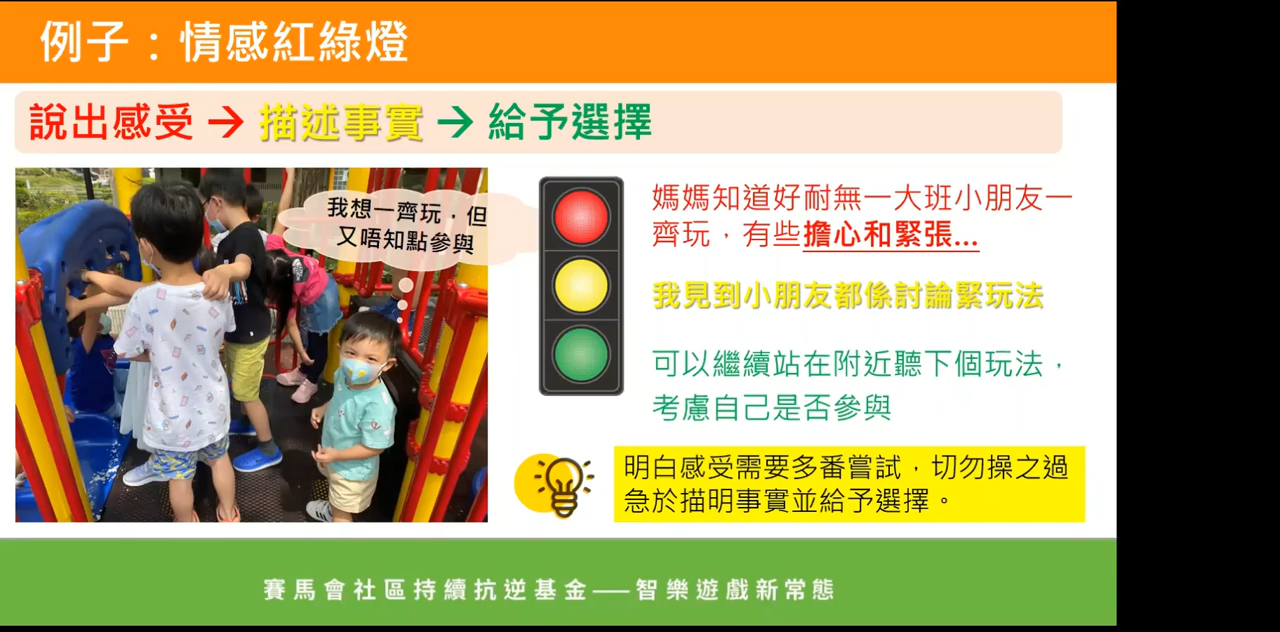 例子：情感紅綠燈
說出感受→描述事實→給予選擇
我想一齊玩，但
又唔知點參與
媽媽知道好耐無一大班小朋友一
齊玩，有些擔心和緊張...
我見到小朋友都係討論緊玩法
可以繼續站在附近聽下個玩法，
考慮自己是否參與
明白感受需要多番嘗試，切勿操之過
急於描明事實並給予選擇。
賽馬會社區持續抗逆基金——智樂遊戲新常態